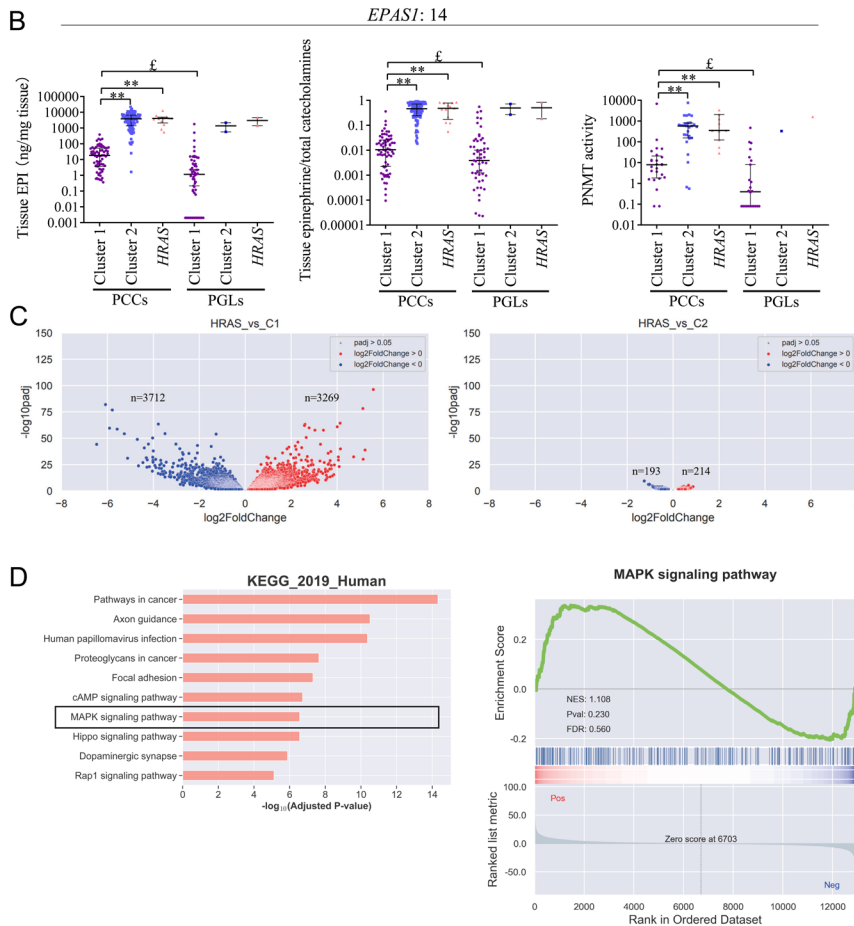 B
EPAS1: 14
Tissue EPI (ng/mg tissue)
100000
10000
1000
100
10
1
0.1
0.01
0.001
£
**
**
Cluster 1
Cluster 2
HRAS
Cluster 1
Cluster 2
HRAS
PCCs
PGLs
Tissue epinephrine/total catecholamines
1
0.1
0.01
0.001
0.0001
0.00001
£
**
**
Cluster 1
Cluster 2
HRAS
Cluster 1
Cluster 2
HRAS
PCCs
PGLs
PNMT activity
10000
1000
100
10
1
0.1
0.01
£
**
**
Cluster 1
Cluster 2
HRAS
Cluster 1
Cluster 2
HRAS
PCCs
PGLs
C
HRAS_vs_C1
-log10padj
150
125
100
75
50
25
0
n=3712
n=3269
padj > 0.05
log2FoldChange > 0
log2FoldChange < 0
−8 −6 −4 −2 0 2 4 6 8
log2FoldChange
HRAS_vs_C2
-log10padj
150
125
100
75
50
25
0
n=193
n=214
padj > 0.05
log2FoldChange > 0
log2FoldChange < 0
−8 −6 −4 −2 0 2 4 6
log2FoldChange
D
KEGG_2019_Human
Pathways in cancer
Axon guidance
Human papillomavirus infection
Proteoglycans in cancer
Focal adhesion
cAMP signaling pathway
MAPK signaling pathway
Hippo signaling pathway
Dopaminergic synapse
Rap1 signaling pathway
0 2 4 6 8 10 12 14
-log₁₀(Adjusted P-value)
MAPK signaling pathway
Enrichment Score
0.2
0.0
-0.2
NES: 1.108
Pval: 0.230
FDR: 0.560
Ranked list metric
100.0
50.0
0.0
-50.0
Pos
Zero score at 6703
Neg
0 2000 4000 6000 8000 10000 12000
Rank in Ordered Dataset